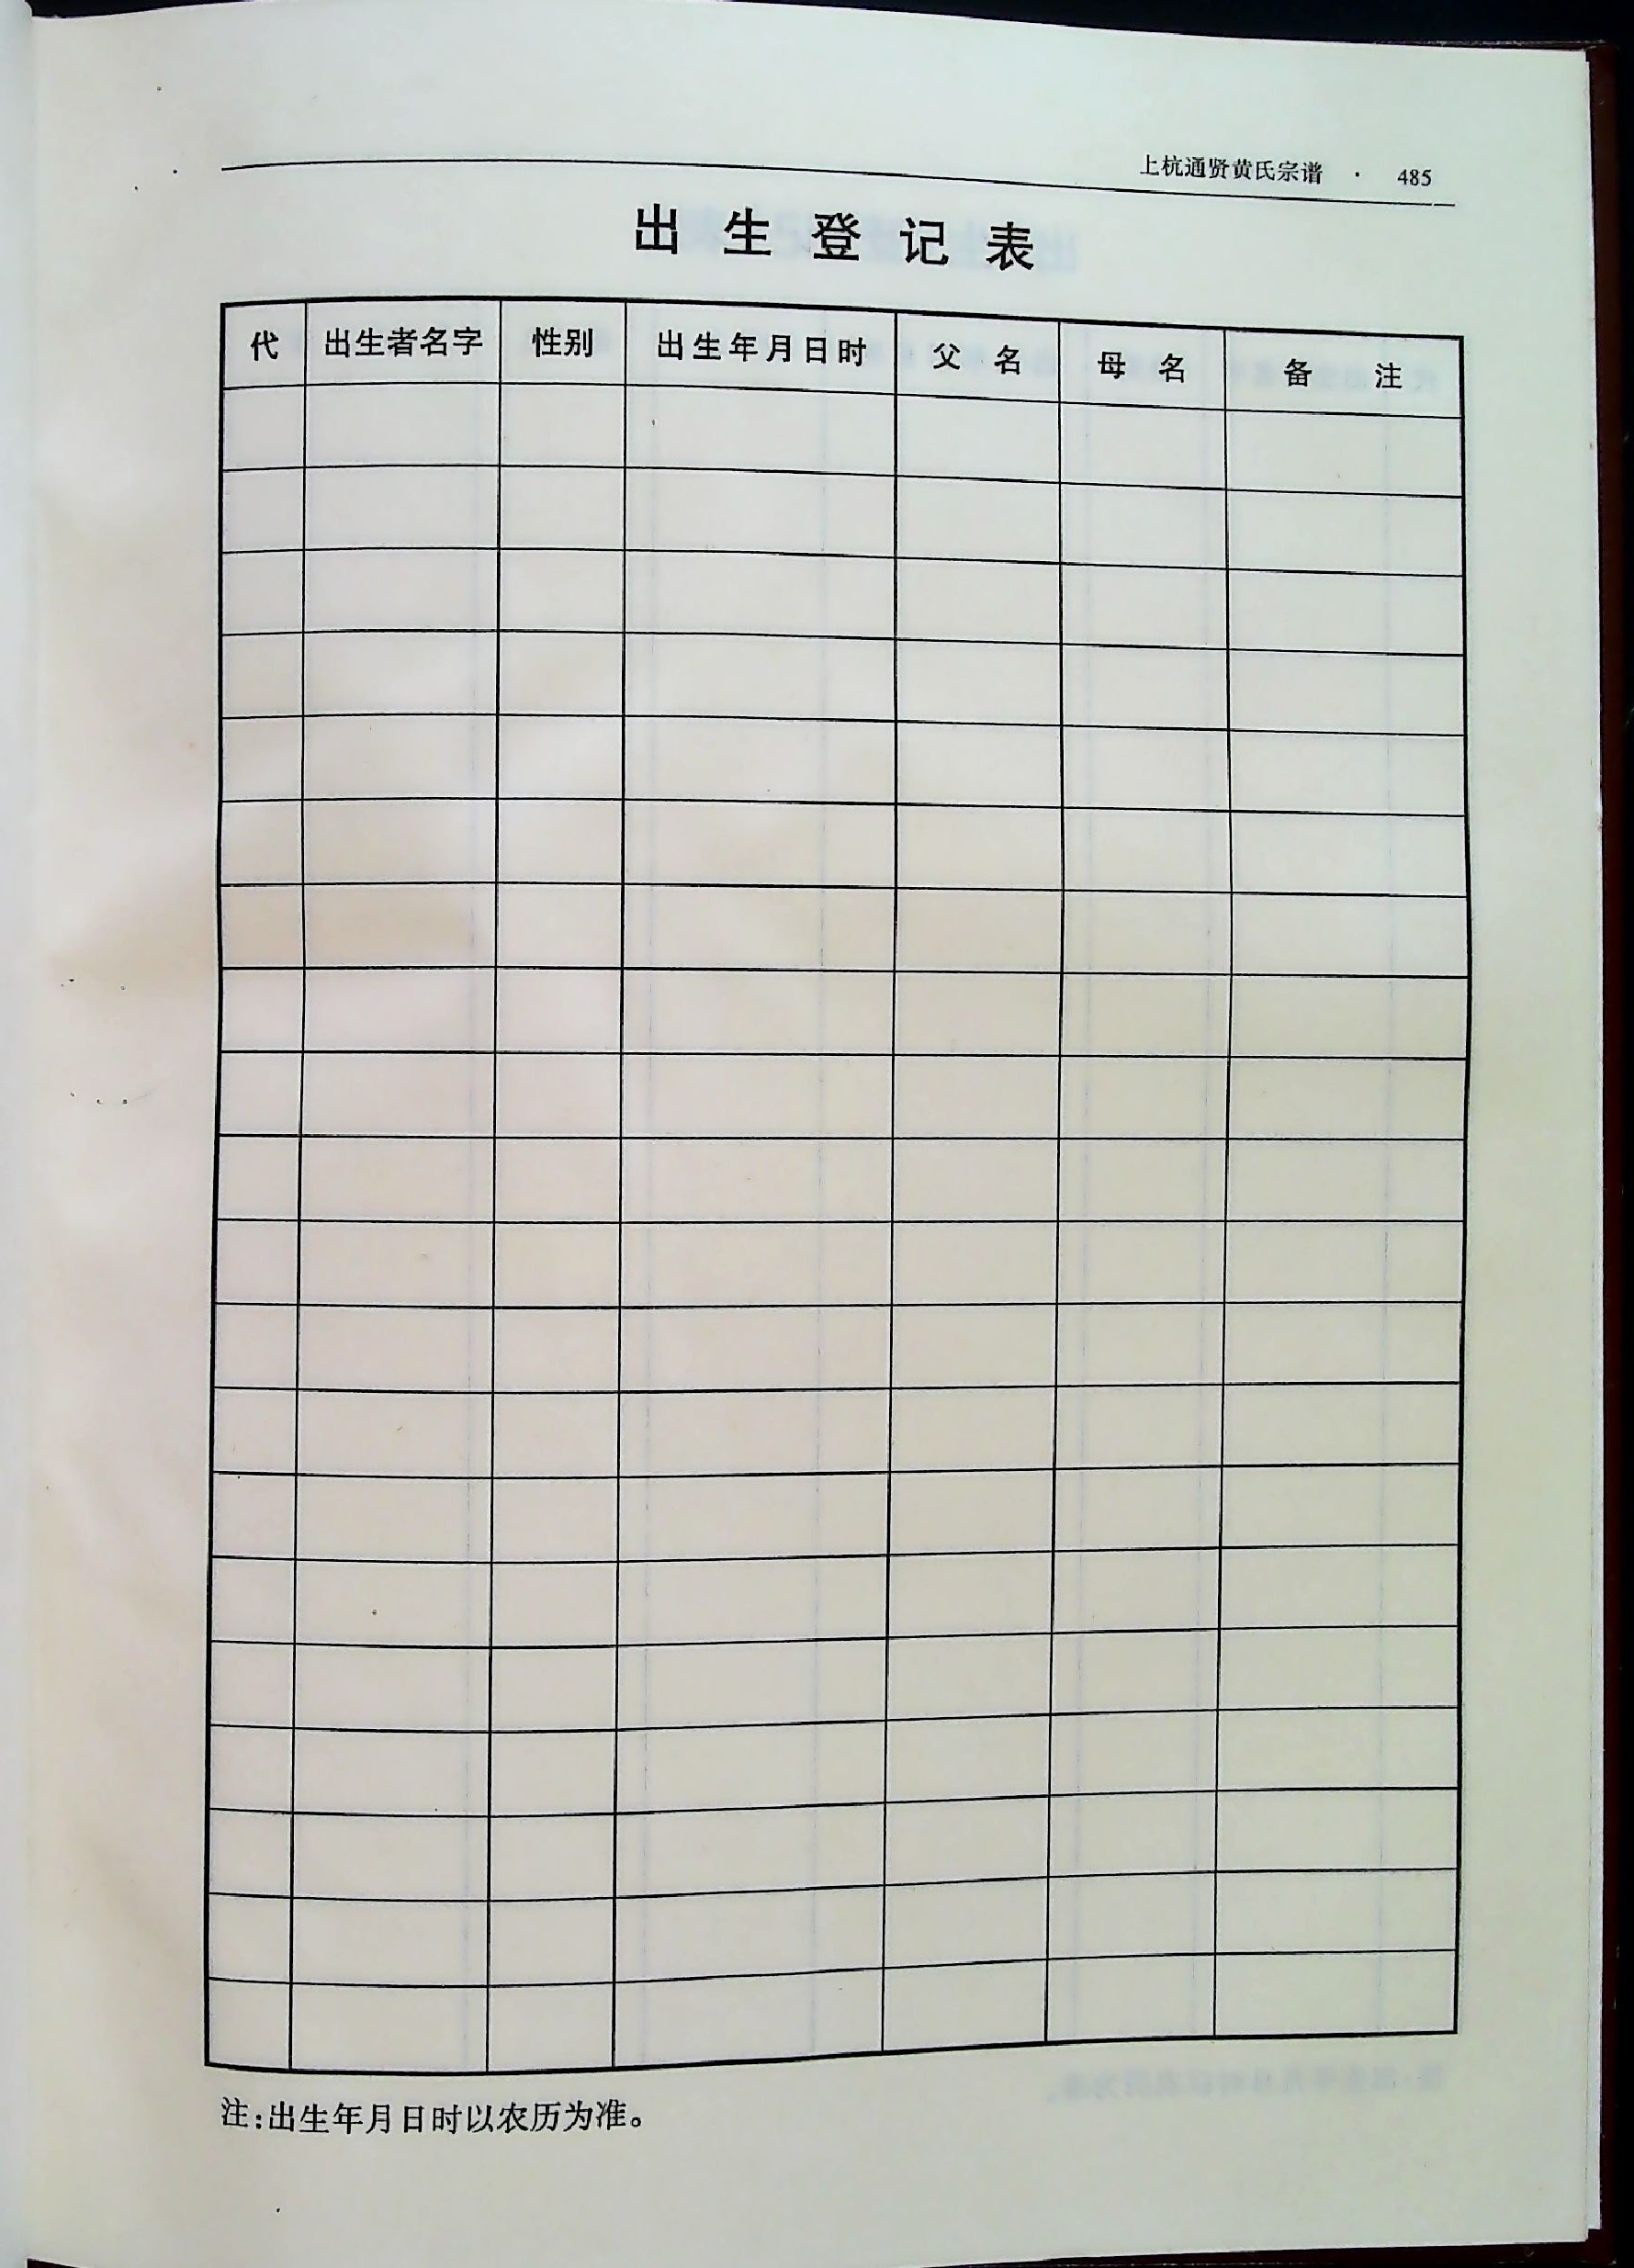 上杭通贤黄氏宗谱 · 485
出生登记表
代 出生者名字 性别 出生年月日时 父名 母名 备注
注:出生年月日时以农历为准。